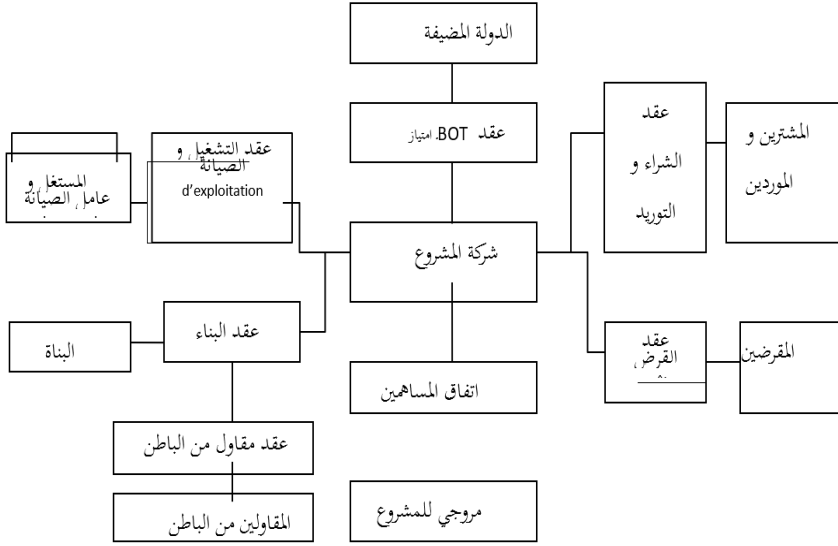 الدولة المضيفة
عقد BOT. امتياز
عقد
الشراء و
التوريد
المشترين و
الموردين
عقد التشغيل و
الصيانة
d'exploitation
المستغل و
عامل الصيانة
شركة المشروع
عقد البناء
البناة
عقد
القرض
المقرضين
اتفاق المساهمين
عقد مقاول من الباطن
المقاولين من الباطن
مروجي للمشروع